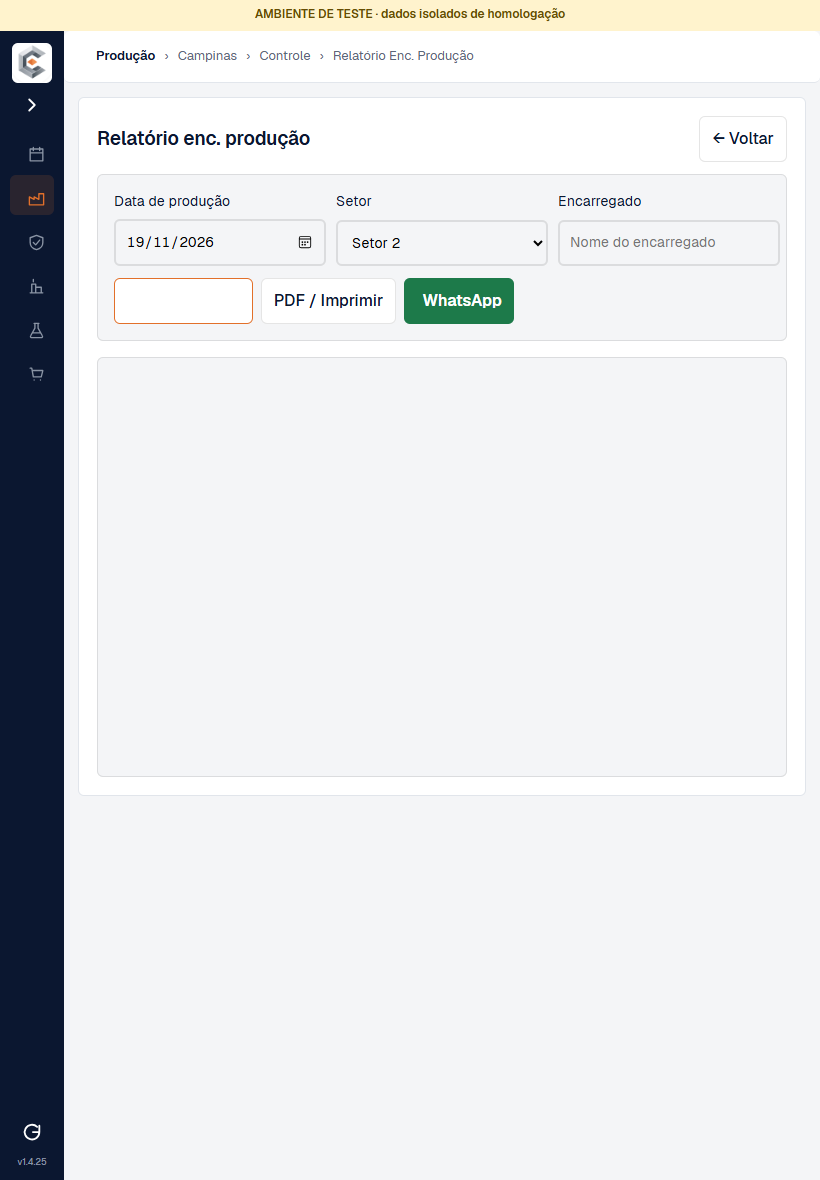 AMBIENTE DE TESTE · dados isolados de homologação
Produção › Campinas › Controle › Relatório Enc. Produção
Relatório enc. produção
← Voltar
Data de produção
Setor
Encarregado
19/11/2026
Setor 2
Nome do encarregado
PDF / Imprimir
WhatsApp
v1.4.25